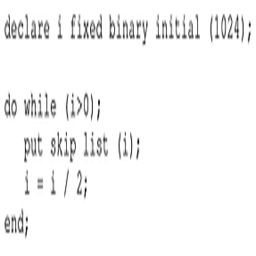 declare i fixed binary initial (1024);
do while (i>0);
put skip list (i);
i = i / 2;
end;